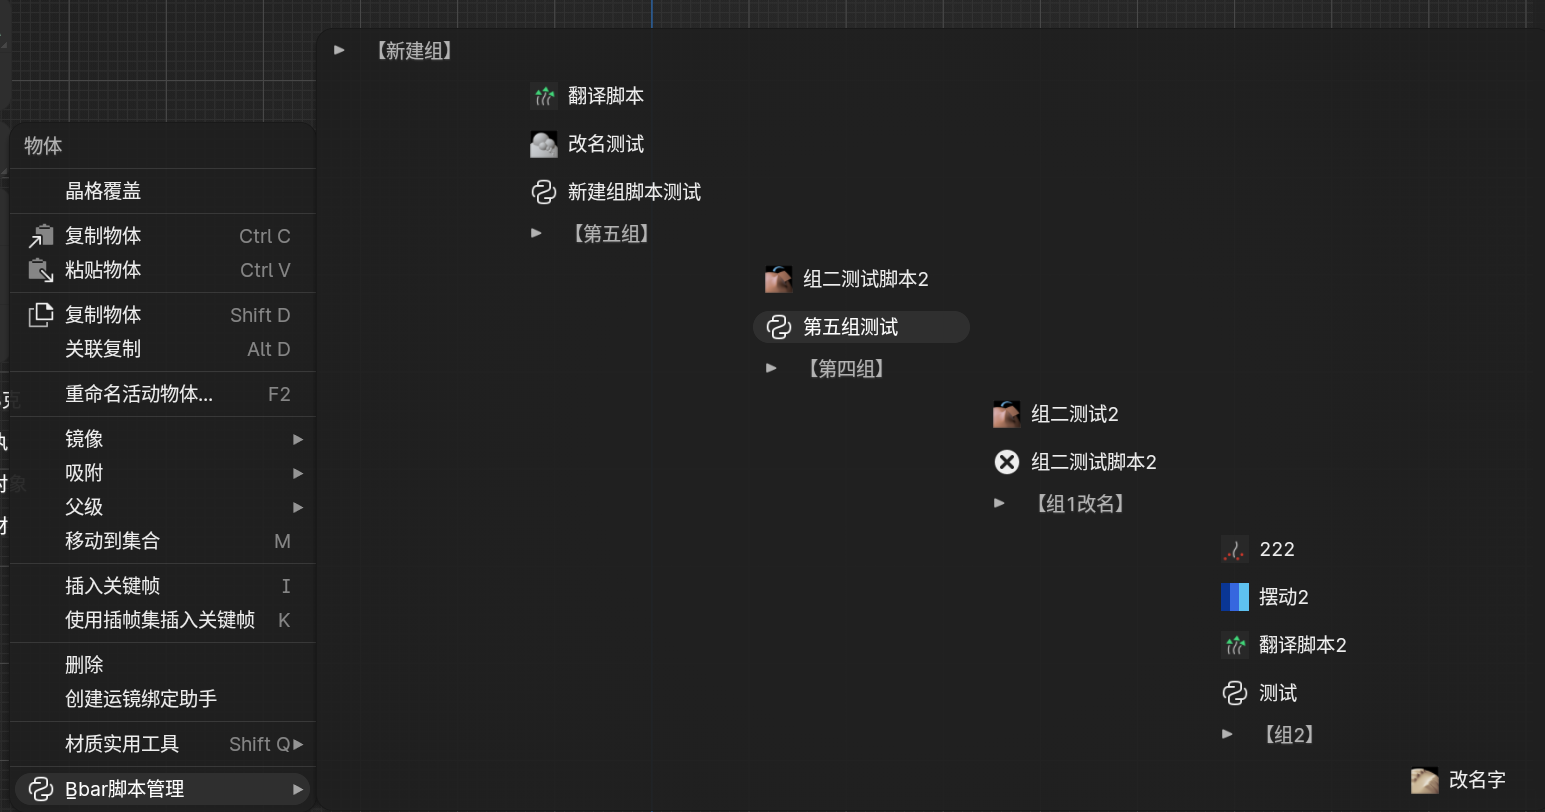 物体
晶格覆盖
复制物体 Ctrl C
粘贴物体 Ctrl V
复制物体 Shift D
关联复制 Alt D
重命名活动物体... F2
镜像
吸附
父级
移动到集合 M
插入关键帧 I
使用插帧集插入关键帧 K
删除
创建运镜绑定助手
材质实用工具 Shift Q
Bbar脚本管理
【新建组】
翻译脚本
改名测试
新建组脚本测试
【第五组】
组二测试脚本2
第五组测试
【第四组】
组二测试2
组二测试脚本2
【组1改名】
222
摆动2
翻译脚本2
测试
【组2】
改名字